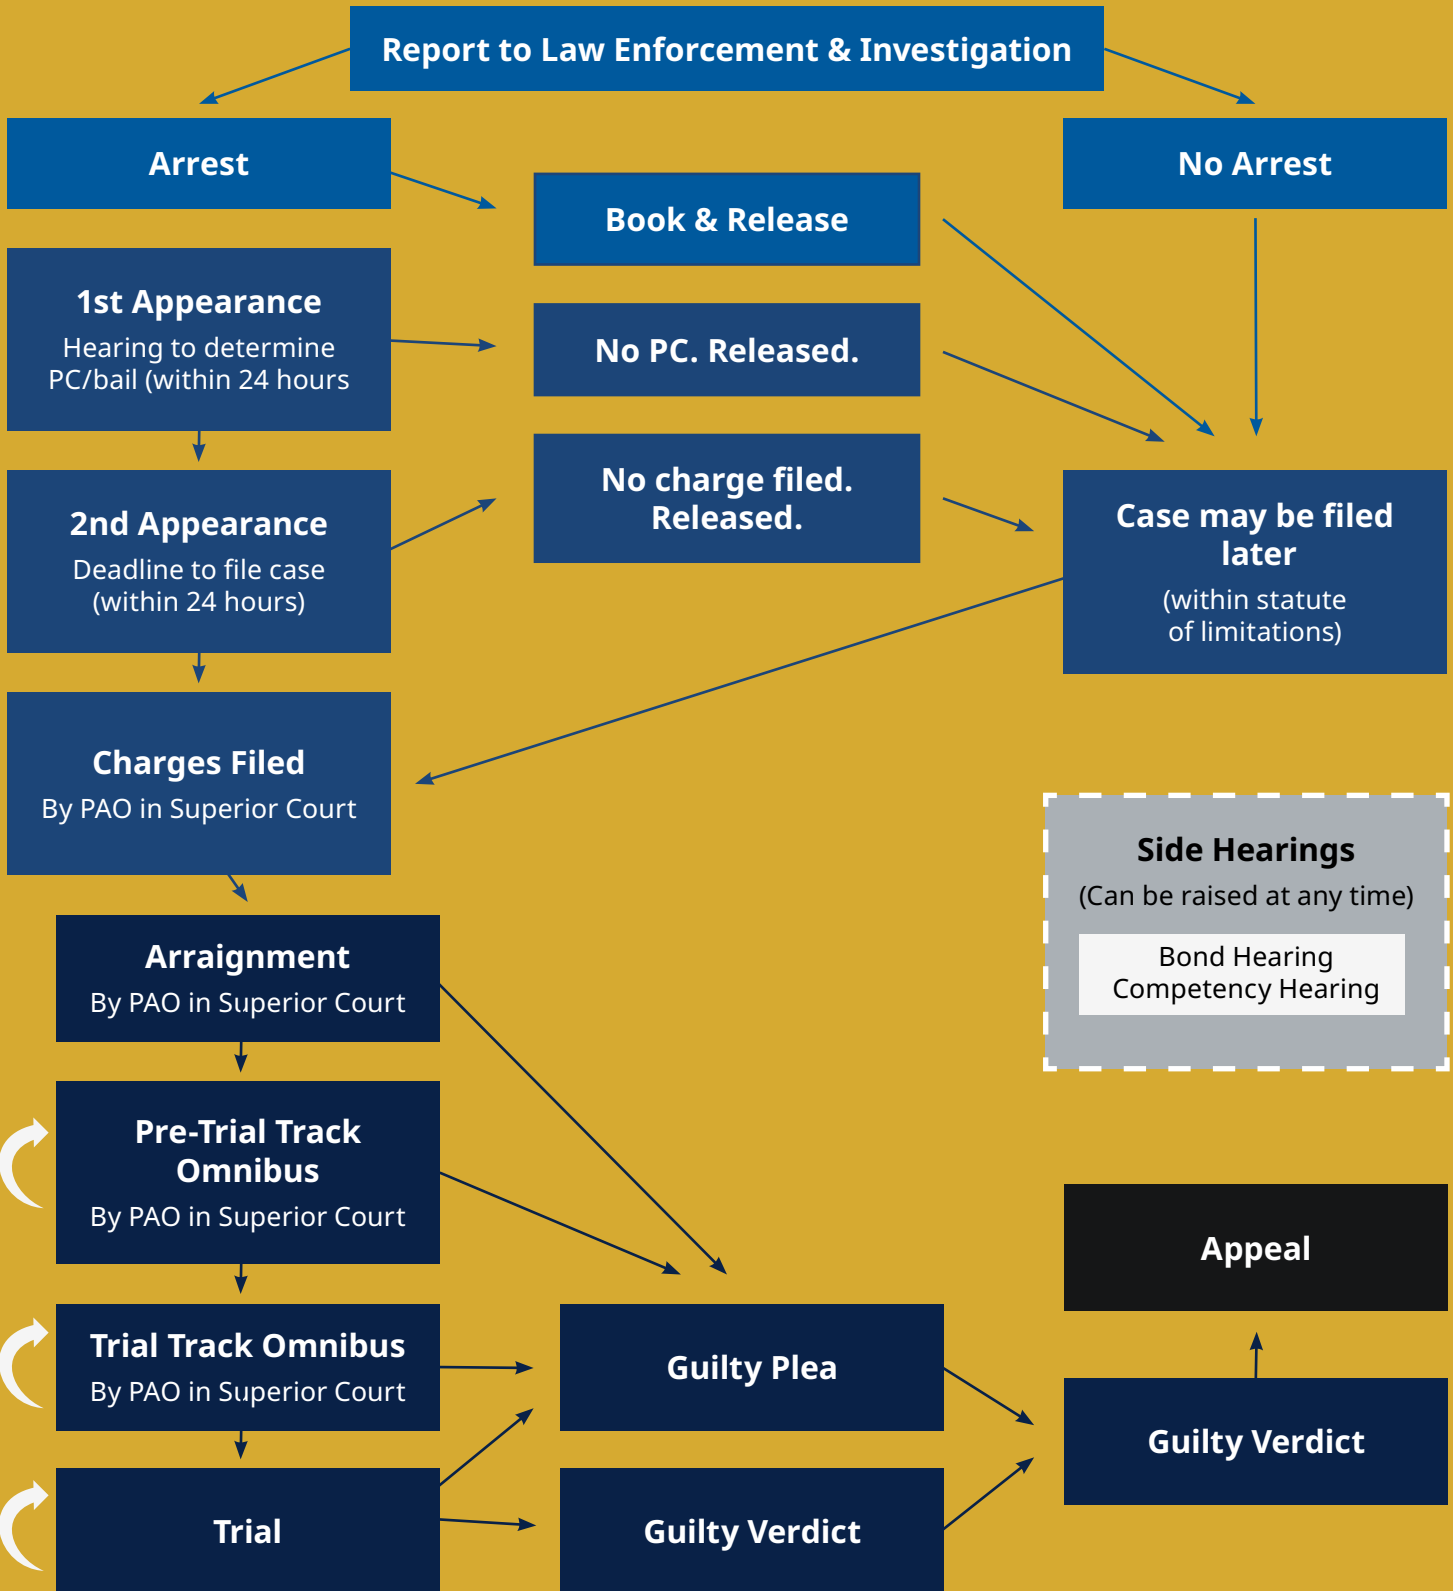 Report to Law Enforcement & Investigation
Arrest
No Arrest
Book & Release
1st Appearance
Hearing to determine
PC/bail (within 24 hours
No PC. Released.
No charge filed.
Released.
2nd Appearance
Deadline to file case
(within 24 hours)
Case may be filed
later
(within statute
of limitations)
Charges Filed
By PAO in Superior Court
Side Hearings
(Can be raised at any time)
Bond Hearing
Competency Hearing
Arraignment
By PAO in Superior Court
Pre-Trial Track
Omnibus
By PAO in Superior Court
Appeal
Trial Track Omnibus
By PAO in Superior Court
Guilty Plea
Guilty Verdict
Trial
Guilty Verdict